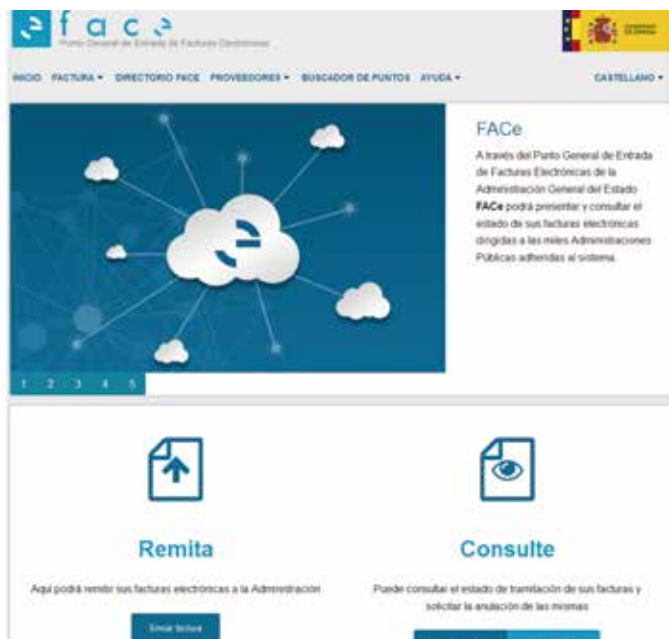 face
Punto General de Entrada de Facturas Electrónicas
GOBIERNO
DE ESPAÑA
INICIO FACTURA DIRECTORIO FACE PROVEEDORES BUSCADOR DE PUNTOS AYUDA CASTELLANO
FACe
A través del Punto General de Entrada
de Facturas Electrónicas de la
Administración General del Estado
FACe podrá presentar y consultar el
estado de sus facturas electrónicas
dirigidas a las miles Administraciones
Públicas adheridas al sistema.
1 2 3 4 5
Remita
Aquí podrá remitir sus facturas electrónicas a la Administración
Enviar factura
Consulte
Puede consultar el estado de tramitación de sus facturas y
solicitar la anulación de las mismas